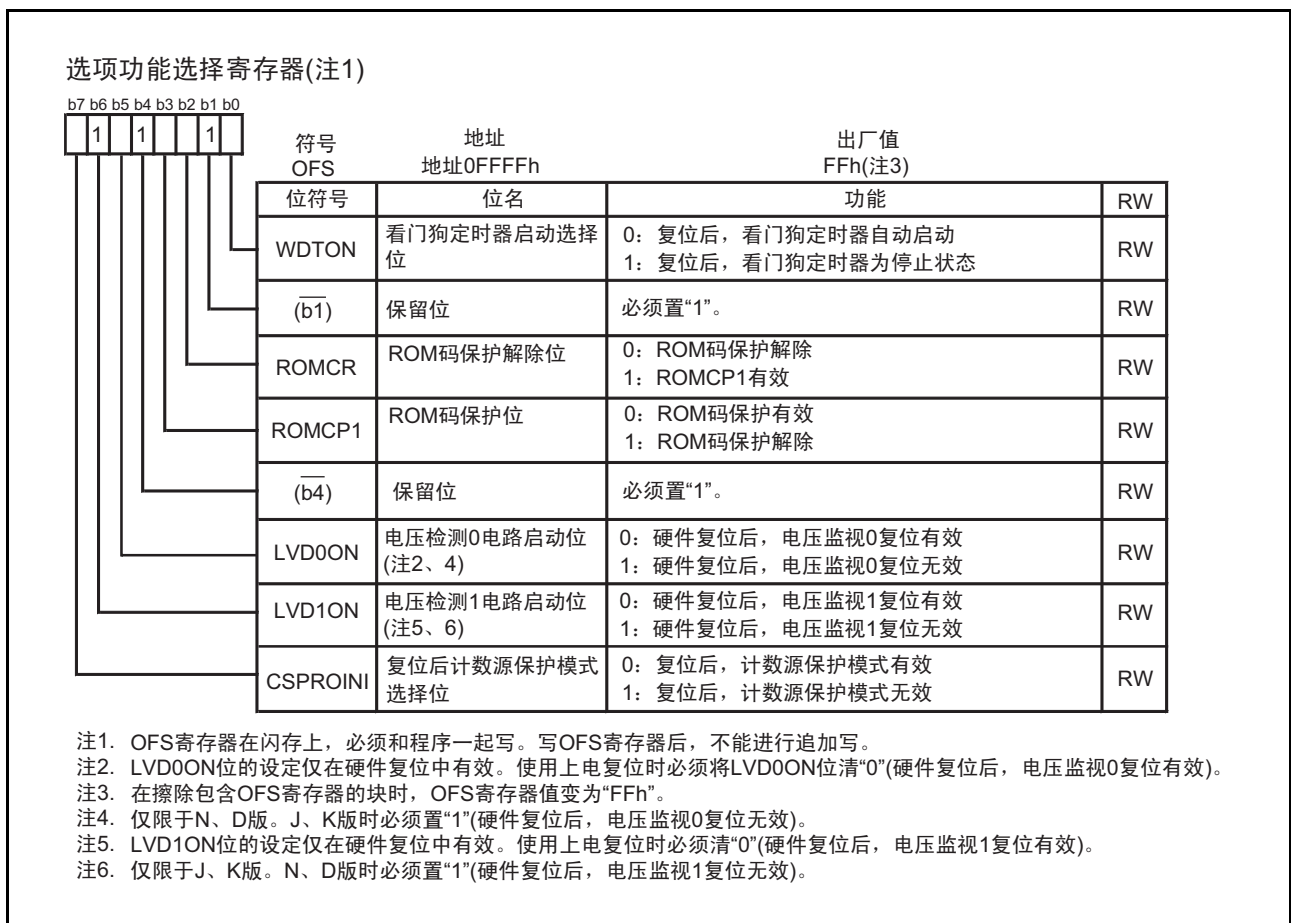 选项功能选择寄存器(注1)
b7 b6 b5 b4 b3 b2 b1 b0
1 1 1
符号 地址 出厂值
OFS 地址0FFFFh FFh(注3)
位符号 位名 功能 RW
WDTON 看门狗定时器启动选择位 0：复位后，看门狗定时器自动启动 RW
1：复位后，看门狗定时器为停止状态
(b1) 保留位 必须置“1”。 RW
ROMCR ROM码保护解除位 0：ROM码保护解除 RW
1：ROMCP1有效
ROMCP1 ROM码保护位 0：ROM码保护有效 RW
1：ROM码保护解除
(b4) 保留位 必须置“1”。 RW
LVD0ON 电压检测0电路启动位 0：硬件复位后，电压监视0复位有效 RW
(注2、4) 1：硬件复位后，电压监视0复位无效
LVD1ON 电压检测1电路启动位 0：硬件复位后，电压监视1复位有效 RW
(注5、6) 1：硬件复位后，电压监视1复位无效
CSPROINI 复位后计数源保护模式选择位 0：复位后，计数源保护模式有效 RW
1：复位后，计数源保护模式无效
注1. OFS寄存器在闪存上，必须和程序一起写。写OFS寄存器后，不能进行追加写。
注2. LVD0ON位的设定仅在硬件复位中有效。使用上电复位时必须将LVD0ON位清“0”(硬件复位后，电压监视0复位有效)。
注3. 在擦除包含OFS寄存器的块时，OFS寄存器值变为“FFh”。
注4. 仅限于N、D版。J、K版时必须置“1”(硬件复位后，电压监视0复位无效)。
注5. LVD1ON位的设定仅在硬件复位中有效。使用上电复位时必须清“0”(硬件复位后，电压监视1复位有效)。
注6. 仅限于J、K版。N、D版时必须置“1”(硬件复位后，电压监视1复位无效)。